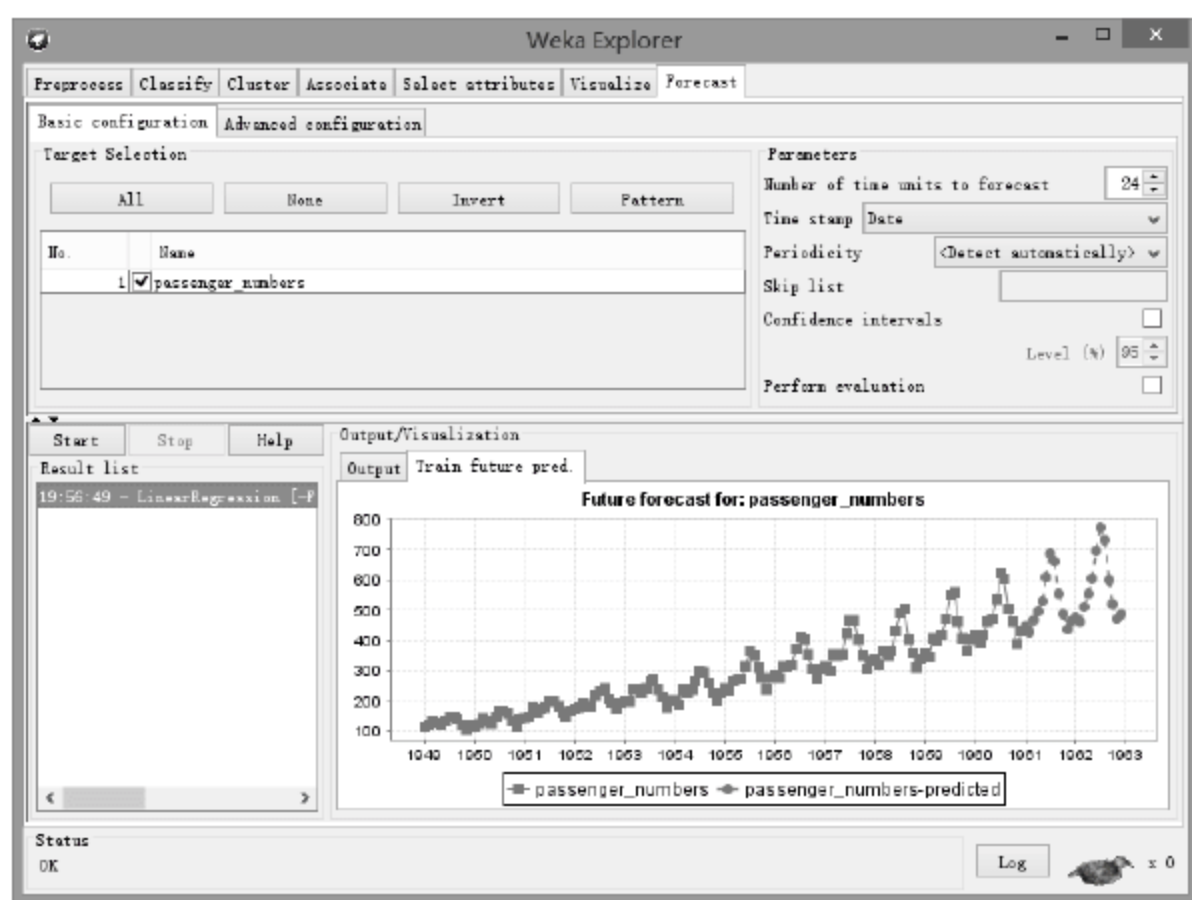 Weka Explorer
Preprocess Classify Cluster Associate Select attributes Visualize Forecast
Basic configuration Advanced configuration
Target Selection
All None Invert Pattern
No. Name
1 passenger_numbers
Parameters
Number of time units to forecast 24
Time stamp Date
Periodicity <Detect automatically>
Skip list
Confidence intervals
Level (%) 95
Perform evaluation
Start Stop Help
Result list
19:56:49 - LinearRegression [-F
Output/Visualization
Output Train future pred.
Future forecast for: passenger_numbers
800
700
600
500
400
300
200
100
1949 1950 1951 1952 1953 1954 1955 1956 1957 1958 1959 1960 1961 1962 1963
passenger_numbers passenger_numbers-predicted
Status
OK
Log x 0